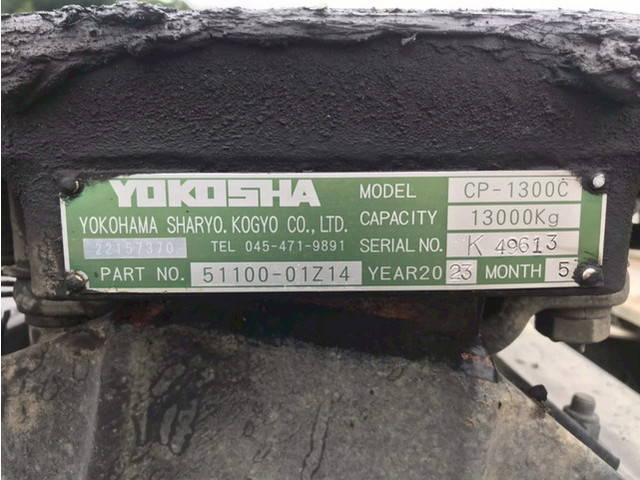 YOKOSHA MODEL CP-1300C
YOKOHAMA SHARYO.KOGYO CO.,LTD. CAPACITY 13000Kg
22157370 TEL 045-471-9891 SERIAL NO. K 49613
PART NO. 51100-01Z14 YEAR20 23 MONTH 5